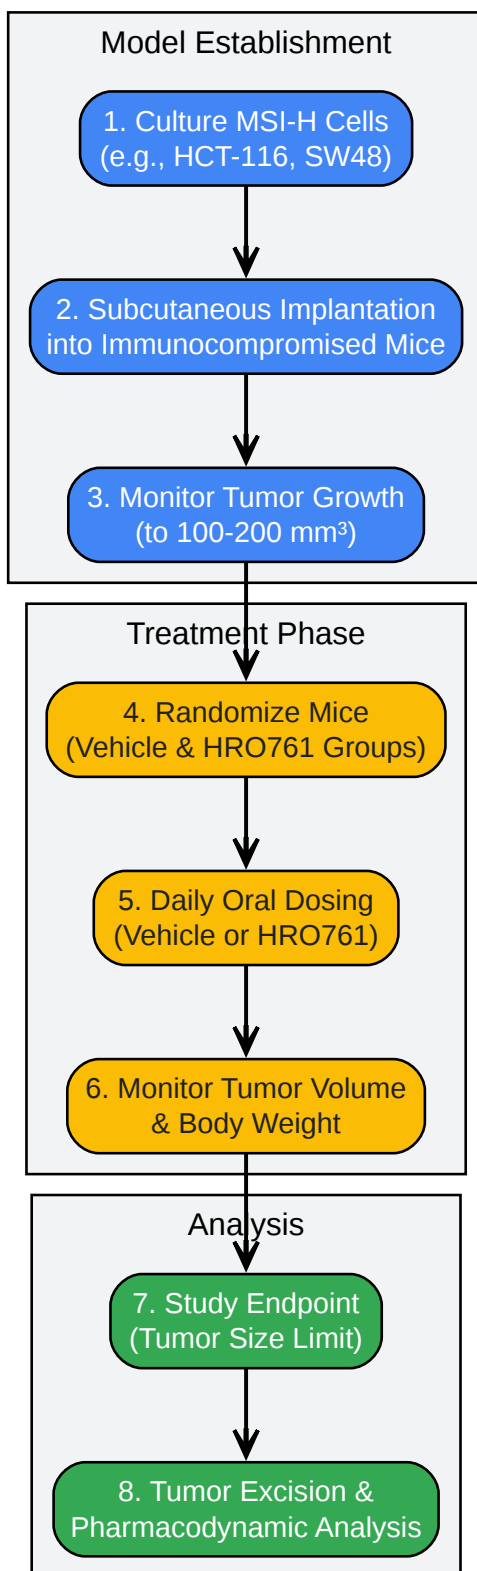 Model Establishment
1. Culture MSI-H Cells
(e.g., HCT-116, SW48)
2. Subcutaneous Implantation
into Immunocompromised Mice
3. Monitor Tumor Growth
(to 100-200 mm³)
Treatment Phase
4. Randomize Mice
(Vehicle & HRO761 Groups)
5. Daily Oral Dosing
(Vehicle or HRO761)
6. Monitor Tumor Volume
& Body Weight
Analysis
7. Study Endpoint
(Tumor Size Limit)
8. Tumor Excision &
Pharmacodynamic Analysis